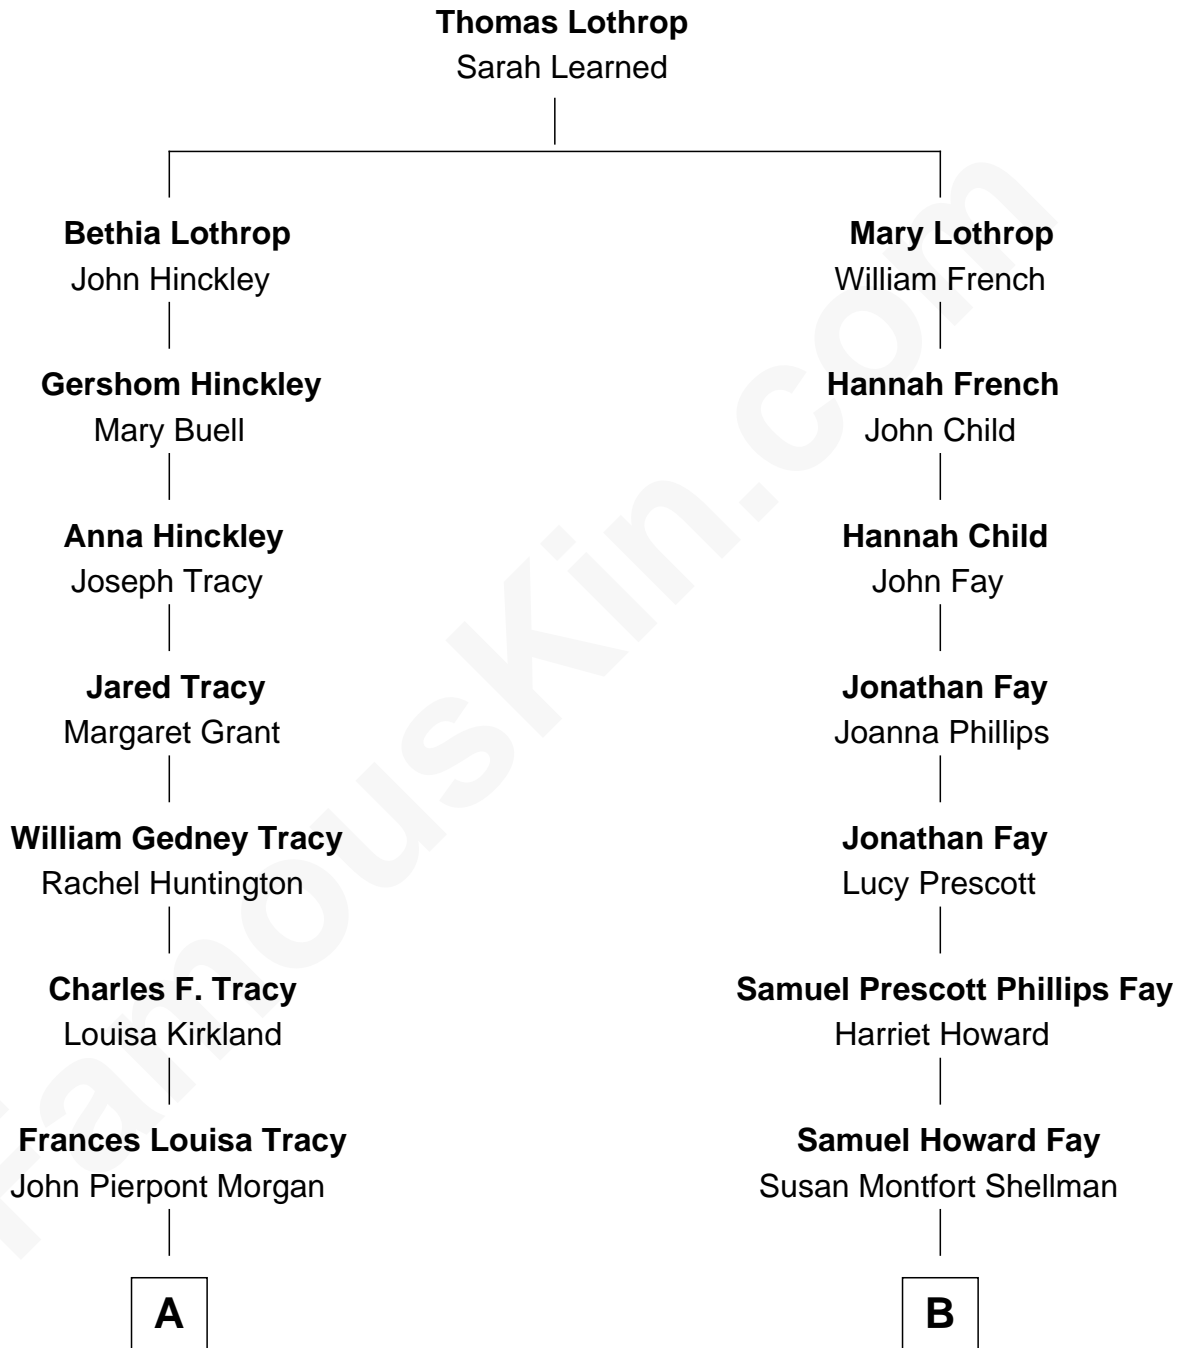 Thomas Lothrop
Sarah Learned
Bethia Lothrop
John Hinckley
Mary Lothrop
William French
Gershom Hinckley
Mary Buell
Hannah French
John Child
Anna Hinckley
Joseph Tracy
Hannah Child
John Fay
Jared Tracy
Margaret Grant
Jonathan Fay
Joanna Phillips
William Gedney Tracy
Rachel Huntington
Jonathan Fay
Lucy Prescott
Charles F. Tracy
Louisa Kirkland
Samuel Prescott Phillips Fay
Harriet Howard
Frances Louisa Tracy
John Pierpont Morgan
Samuel Howard Fay
Susan Montfort Shellman
A
B
FamousKin.com